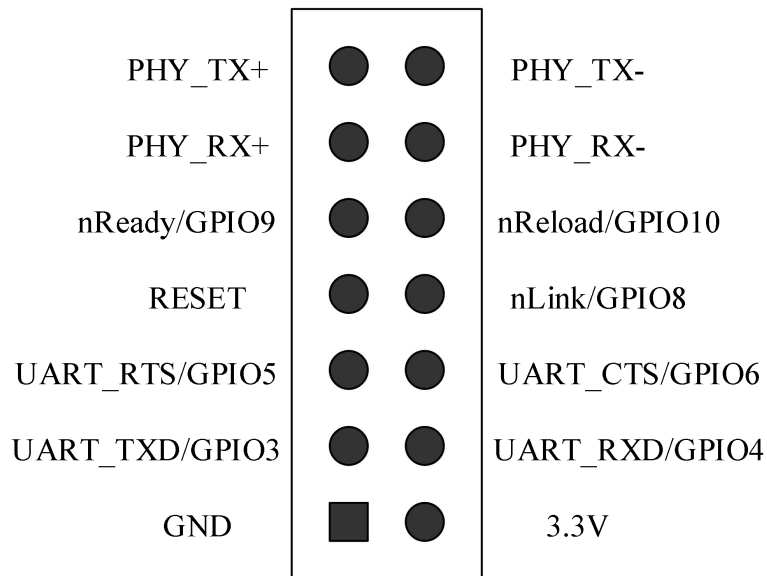 PHY_TX+ PHY_TX-
PHY_RX+ PHY_RX-
nReady/GPIO9 nReload/GPIO10
RESET nLink/GPIO8
UART_RTS/GPIO5 UART_CTS/GPIO6
UART_TXD/GPIO3 UART_RXD/GPIO4
GND 3.3V